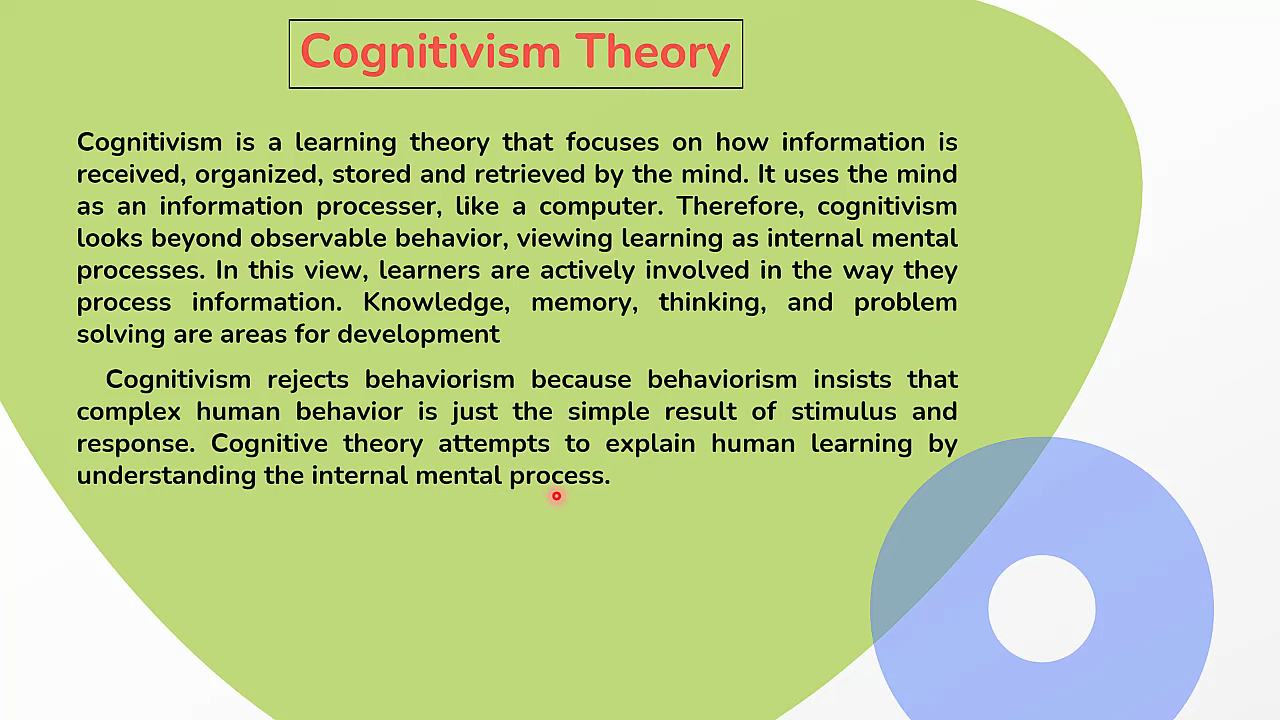 Cognitivism Theory
Cognitivism is a learning theory that focuses on how information is
received, organized, stored and retrieved by the mind. It uses the mind
as an information processer, like a computer. Therefore, cognitivism
looks beyond observable behavior, viewing learning as internal mental
processes. In this view, learners are actively involved in the way they
process information. Knowledge, memory, thinking, and problem
solving are areas for development
Cognitivism rejects behaviorism because behaviorism insists that
complex human behavior is just the simple result of stimulus and
response. Cognitive theory attempts to explain human learning by
understanding the internal mental process.